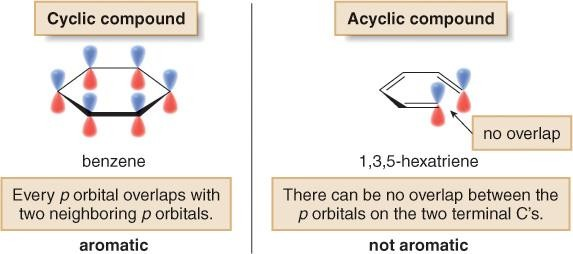 Cyclic compound
benzene
Every p orbital overlaps with
two neighboring p orbitals.
aromatic
Acyclic compound
no overlap
1,3,5-hexatriene
There can be no overlap between the
p orbitals on the two terminal C's.
not aromatic